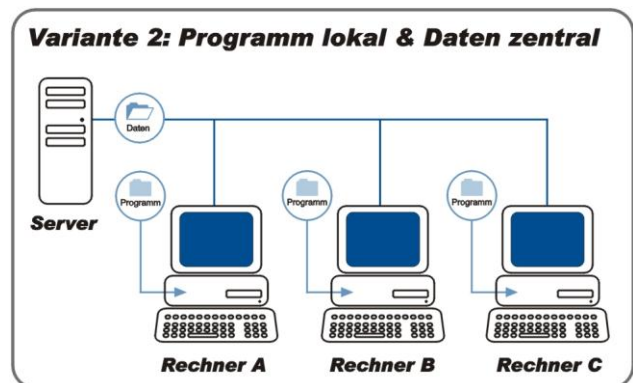 Variante 2: Programm lokal & Daten zentral
Daten
Programm
Programm
Programm
Server
Rechner A
Rechner B
Rechner C